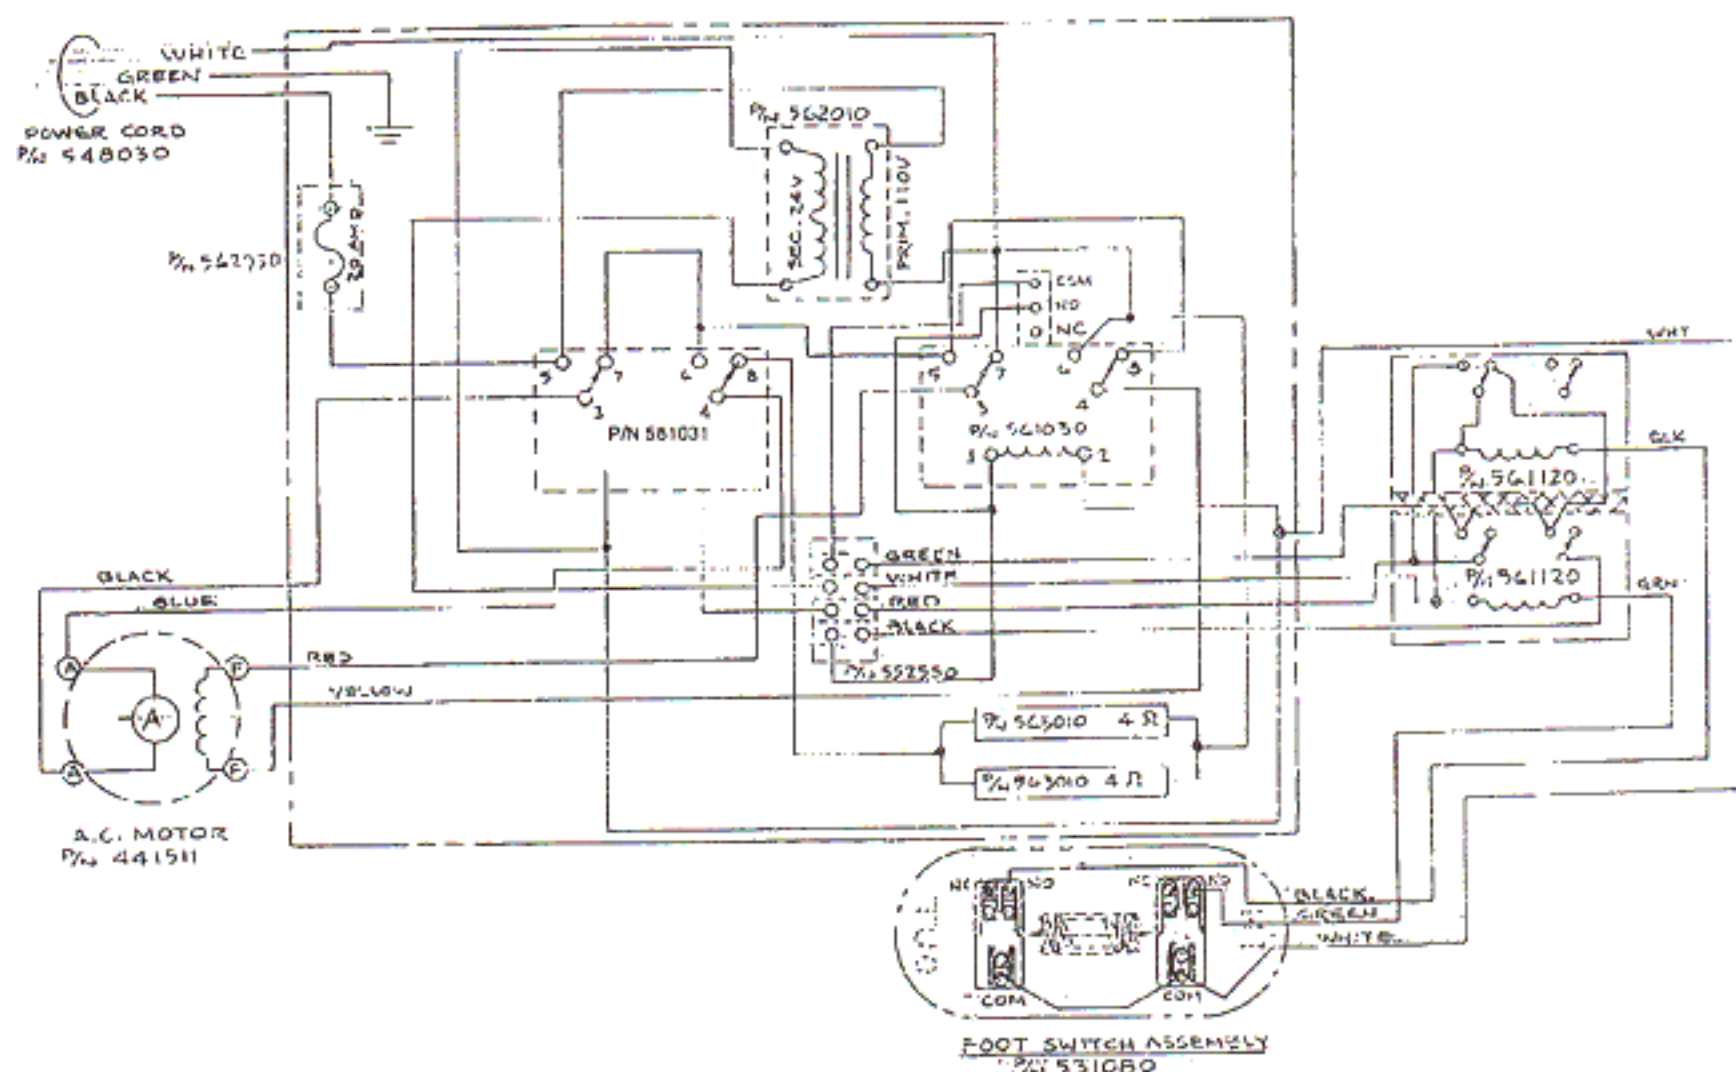 WHITE
GREEN
BLACK
POWER CORD
P/N 548030
20 AMP
P/N 562010
SEC. 24V
PRIM. 110V
COM
NO
NC
5
7
6
8
3
4
P/N 581031
5
7
6
8
3
4
P/N 561030
1
2
WHT
BLK
P/N 561120
P/N 561120
GRN
GREEN
WHITE
RED
BLACK
P/N 552550
BLACK
BLUE
RED
YELLOW
A
A
A
F
F
A.C. MOTOR
P/N 441511
P/N 563010 4 Ω
P/N 563010 4 Ω
NC
NO
NC
NO
COM
COM
BLACK
GREEN
WHITE
FOOT SWITCH ASSEMBLY
P/N 531080